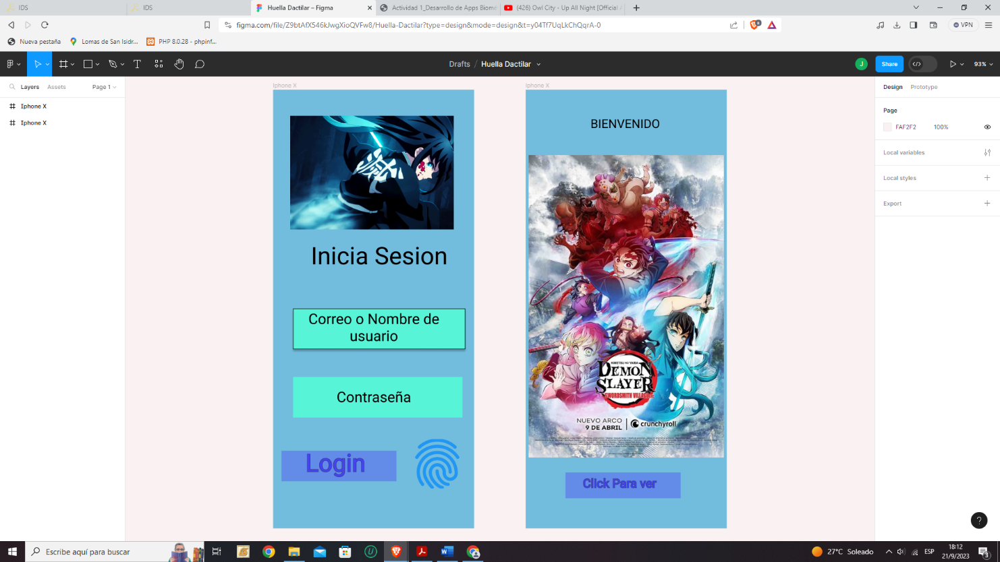 IDS
IDS
Huella Dactilar – Figma
Actividad 1_Desarrollo de Apps Biomé
(426) Owl City - Up All Night [Official A
figma.com/file/Z9btAfX546kJwgXioQVFw8/Huella-Dactilar?type=design&mode=design&t=y04Tf7UqLkChQqrA-0
VPN
Nueva pestaña
Lomas de San Isidr...
PHP 8.0.28 - phpinf...
Drafts / Huella Dactilar
J
Share
93%
Layers
Assets
Page 1
Iphone X
Iphone X
Iphone X
Inicia Sesion
Correo o Nombre de
usuario
Contraseña
Login
Iphone X
BIENVENIDO
KIMETSU NO YAIBA
DEMON
SLAYER
SWORDSMITH VILLAGE
NUEVO ARCO
9 DE ABRIL
crunchyroll
Click Para ver
Design
Prototype
Page
FAF2F2
100%
Local variables
Local styles
Export
?
Escribe aquí para buscar
27°C Soleado
ESP
18:12
21/9/2023
3